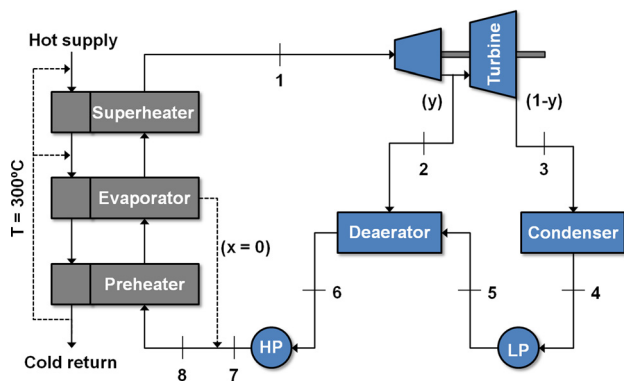 Hot supply
Superheater
Evaporator
Preheater
Cold return
T = 300ºC
(x = 0)
1
Turbine
(y)
(1-y)
2
3
Deaerator
Condenser
6
5
4
HP
LP
8
7